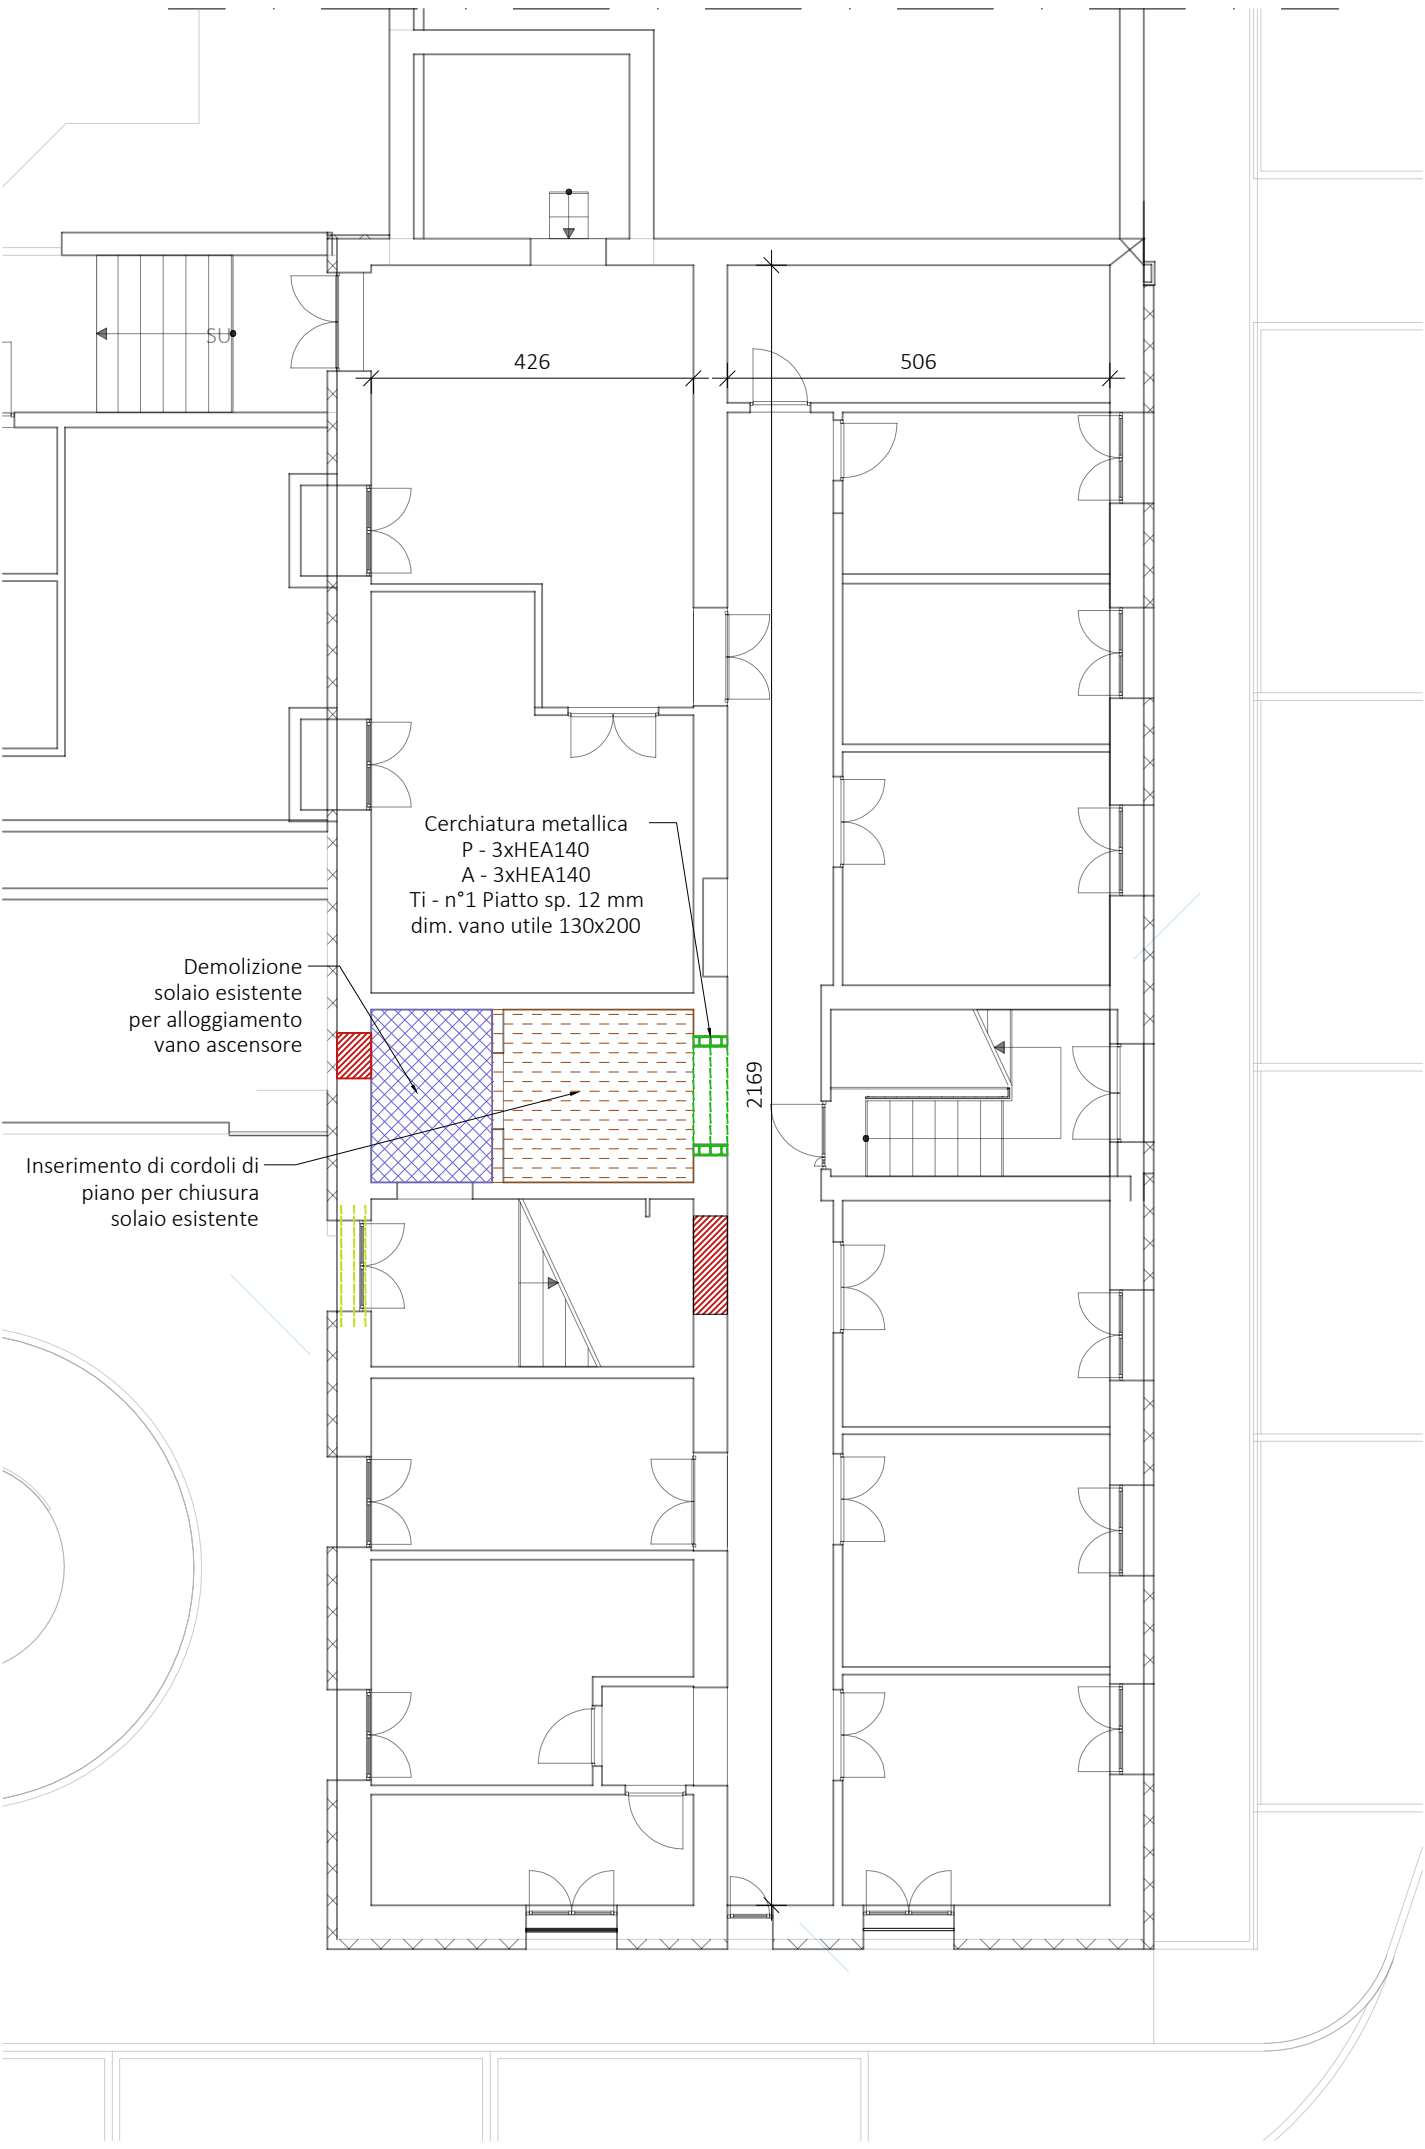 SU
426
506
Cerchiatura metallica
P - 3xHEA140
A - 3xHEA140
Ti - n°1 Piatto sp. 12 mm
dim. vano utile 130x200
Demolizione
solaio esistente
per alloggiamento
vano ascensore
2169
Inserimento di cordoli di
piano per chiusura
solaio esistente